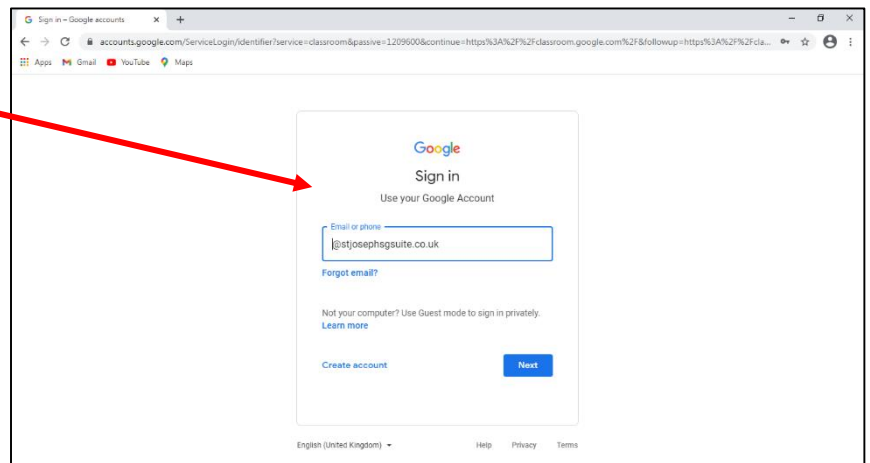 Sign in – Google accounts
accounts.google.com/ServiceLogin/identifier?service=classroom&passive=1209600&continue=https%3A%2F%2Fclassroom.google.com%2F&followup=https%3A%2F%2Fcla...
Apps Gmail YouTube Maps
Google
Sign in
Use your Google Account
Email or phone
@stjosephsgsuite.co.uk
Forgot email?
Not your computer? Use Guest mode to sign in privately.
Learn more
Create account Next
English (United Kingdom) Help Privacy Terms